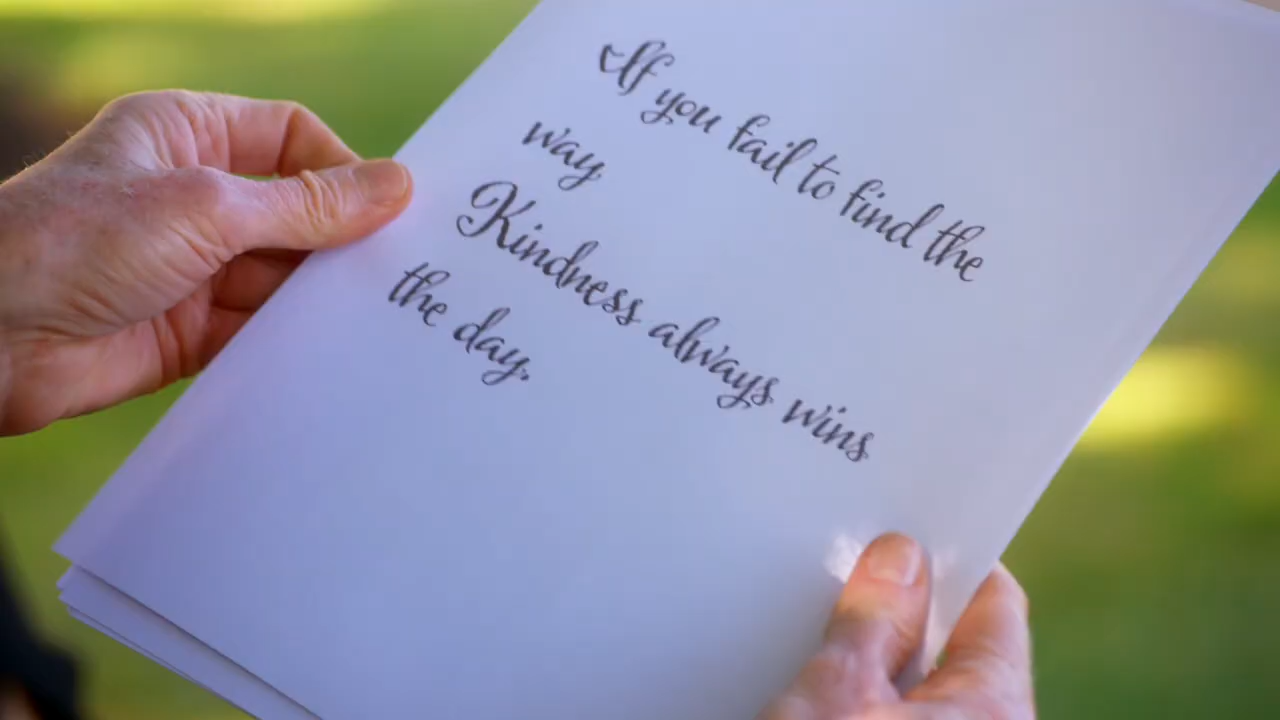 If you fail to find the
way
Kindness always wins
the day.